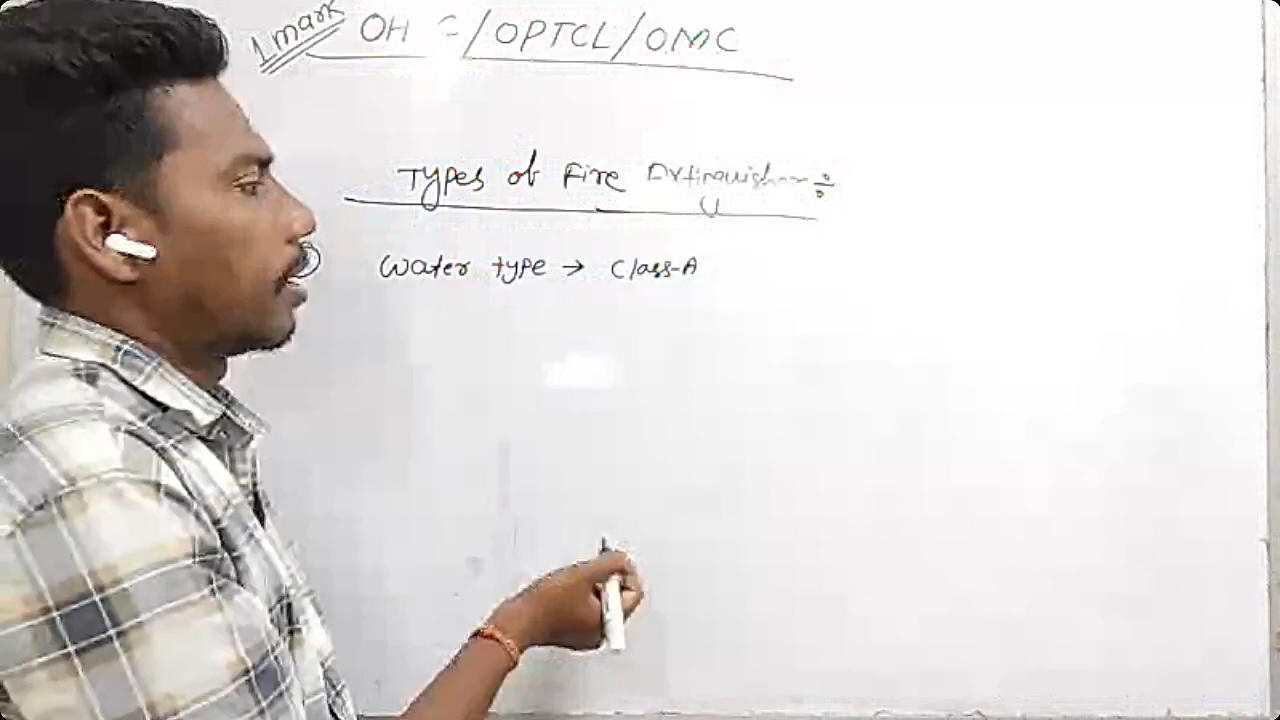 1 mark OH /OPTCL/OMC
Types of Fire Extinguisher ÷
Water type → Class-A